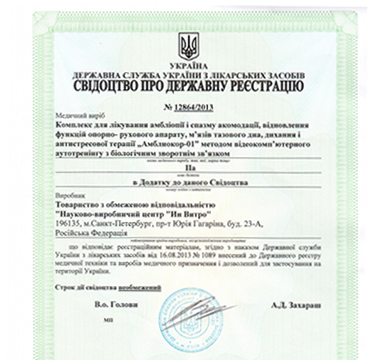 УКРАЇНА
ДЕРЖАВНА СЛУЖБА УКРАЇНИ З ЛІКАРСЬКИХ ЗАСОБІВ
СВІДОЦТВО ПРО ДЕРЖАВНУ РЕЄСТРАЦІЮ
№ 12864/2013
Медичний виріб
Комплекс для лікування амбліопії і спазму акомодації, відновлення
функцій опорно- рухового апарату, м'язів тазового дна, дихання і
антистресової терапії „Амблиокор-01" методом відеокомп'ютерного
аутотренінгу з біологічним зворотнім зв'язком
ІІа
в Додатку до даного Свідоцтва
Виробник
Товариство з обмеженою відповідальністю
"Науково-виробничий центр "Ин Витро"
196135, м.Санкт-Петербург, пр-т Юрія Гагаріна, буд. 23-А,
Російська Федерація
що відповідає реєстраційним матеріалам, згідно з наказом Державної служби
України з лікарських засобів від 16.08.2013 № 1089 внесений до Державного реєстру
медичної техніки та виробів медичного призначення і дозволений для застосування на
території України.
Строк дії свідоцтва необмежений
В.о. Голови А.Д. Захараш
МП